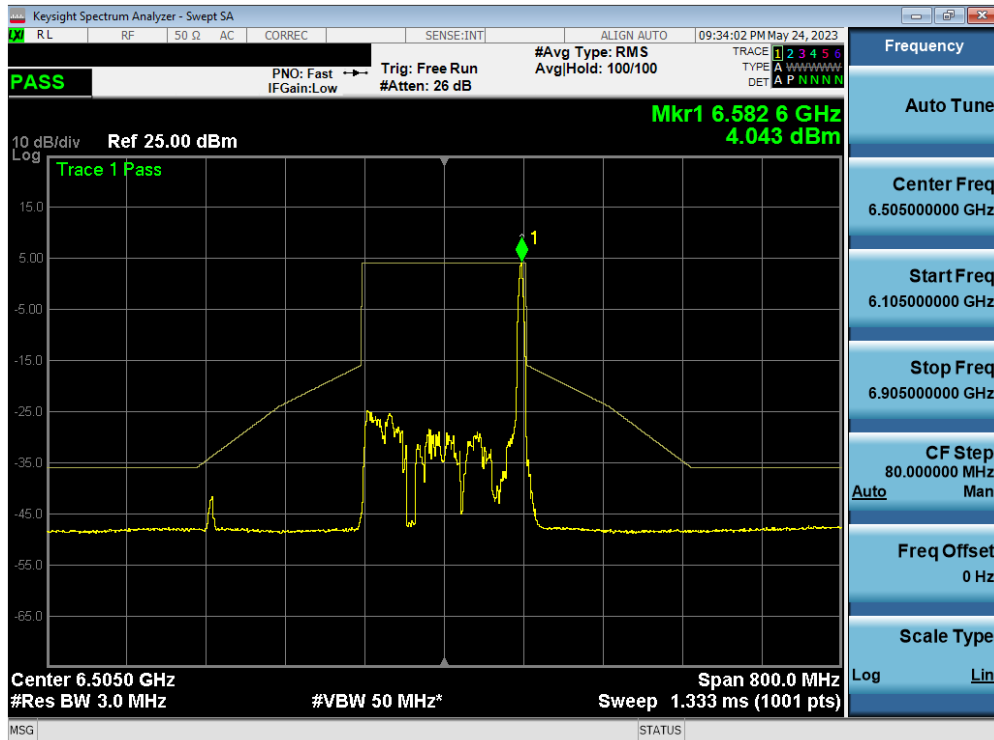 Keysight Spectrum Analyzer - Swept SA
LXI RL RF 50 Ω AC CORREC SENSE:INT ALIGN AUTO 09:34:02 PM May 24, 2023
PASS
PNO: Fast
IFGain:Low
Trig: Free Run
#Atten: 26 dB
#Avg Type: RMS
Avg|Hold: 100/100
TRACE 1 2 3 4 5 6
TYPE A WWWWW
DET A P N N N N
Mkr1 6.582 6 GHz
4.043 dBm
10 dB/div
Log
Ref 25.00 dBm
Trace 1 Pass
15.0
5.00
-5.00
-15.0
-25.0
-35.0
-45.0
-55.0
-65.0
1
Center 6.5050 GHz
Span 800.0 MHz
#Res BW 3.0 MHz
#VBW 50 MHz*
Sweep 1.333 ms (1001 pts)
MSG
STATUS
Frequency
Auto Tune
Center Freq
6.505000000 GHz
Start Freq
6.105000000 GHz
Stop Freq
6.905000000 GHz
CF Step
80.000000 MHz
Auto Man
Freq Offset
0 Hz
Scale Type
Log Lin